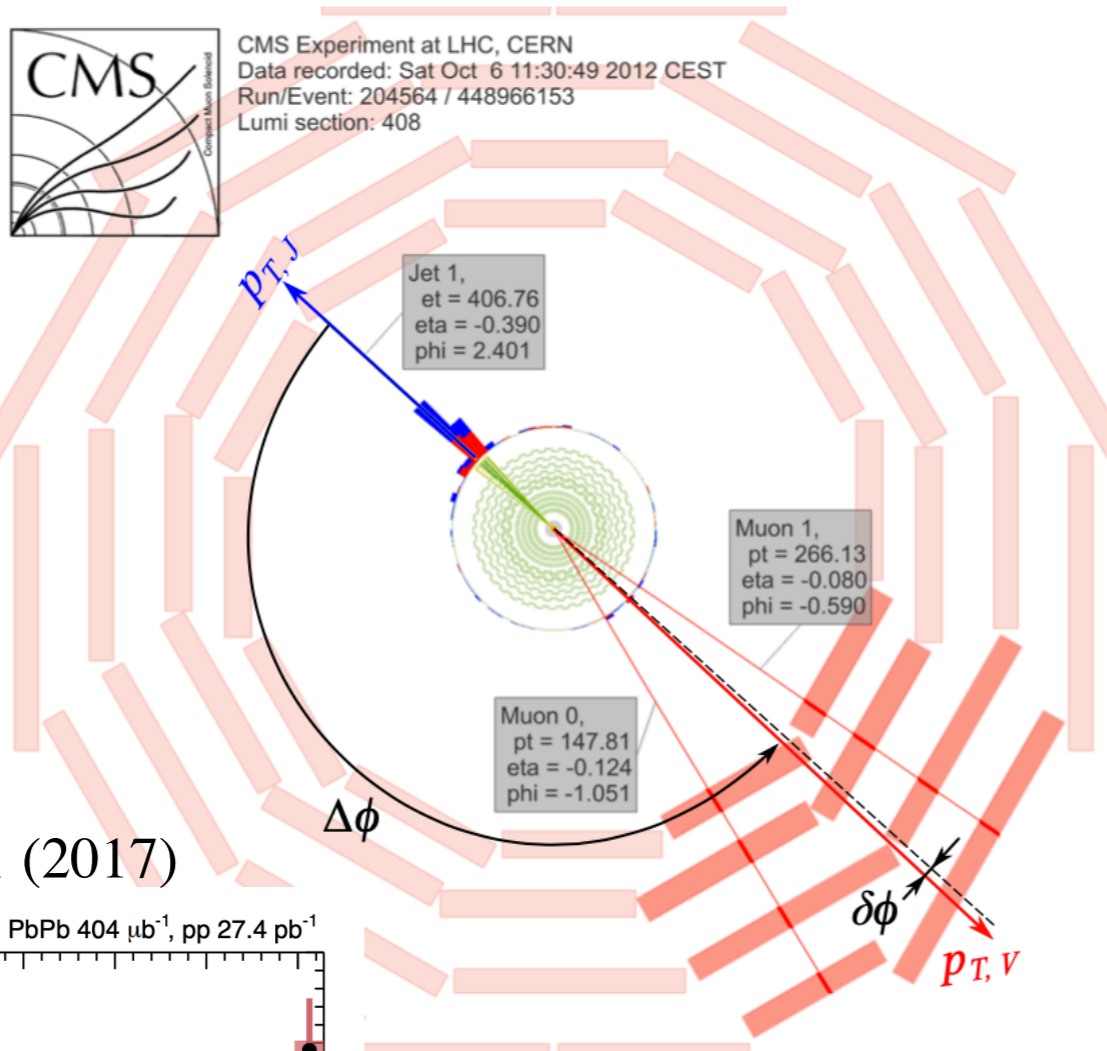 CMS
Compact Muon Solenoid
CMS Experiment at LHC, CERN
Data recorded: Sat Oct 6 11:30:49 2012 CEST
Run/Event: 204564 / 448966153
Lumi section: 408
p_{T, J}
Jet 1,
et = 406.76
eta = -0.390
phi = 2.401
Muon 1,
pt = 266.13
eta = -0.080
phi = -0.590
Muon 0,
pt = 147.81
eta = -0.124
phi = -1.051
Δϕ
δϕ
p_{T, V}
(2017)
PbPb 404 μb⁻¹, pp 27.4 pb⁻¹